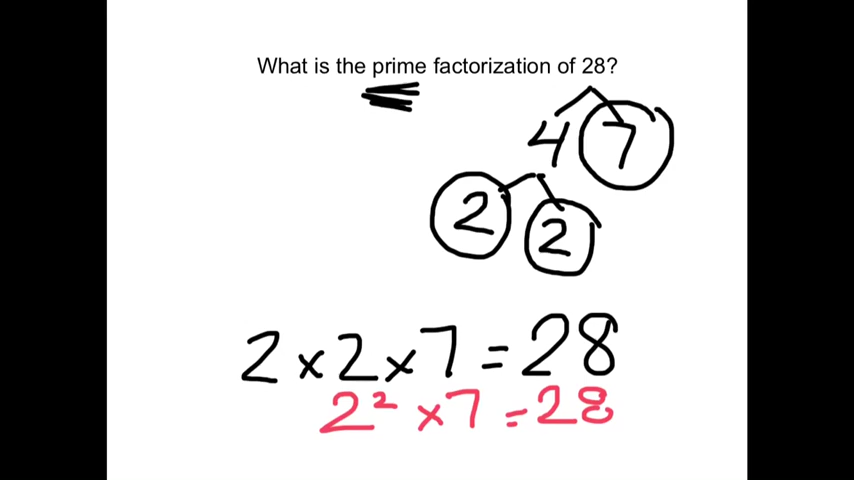 What is the prime factorization of 28?
4 7
2 2
2 × 2 × 7 = 28
2² × 7 = 28